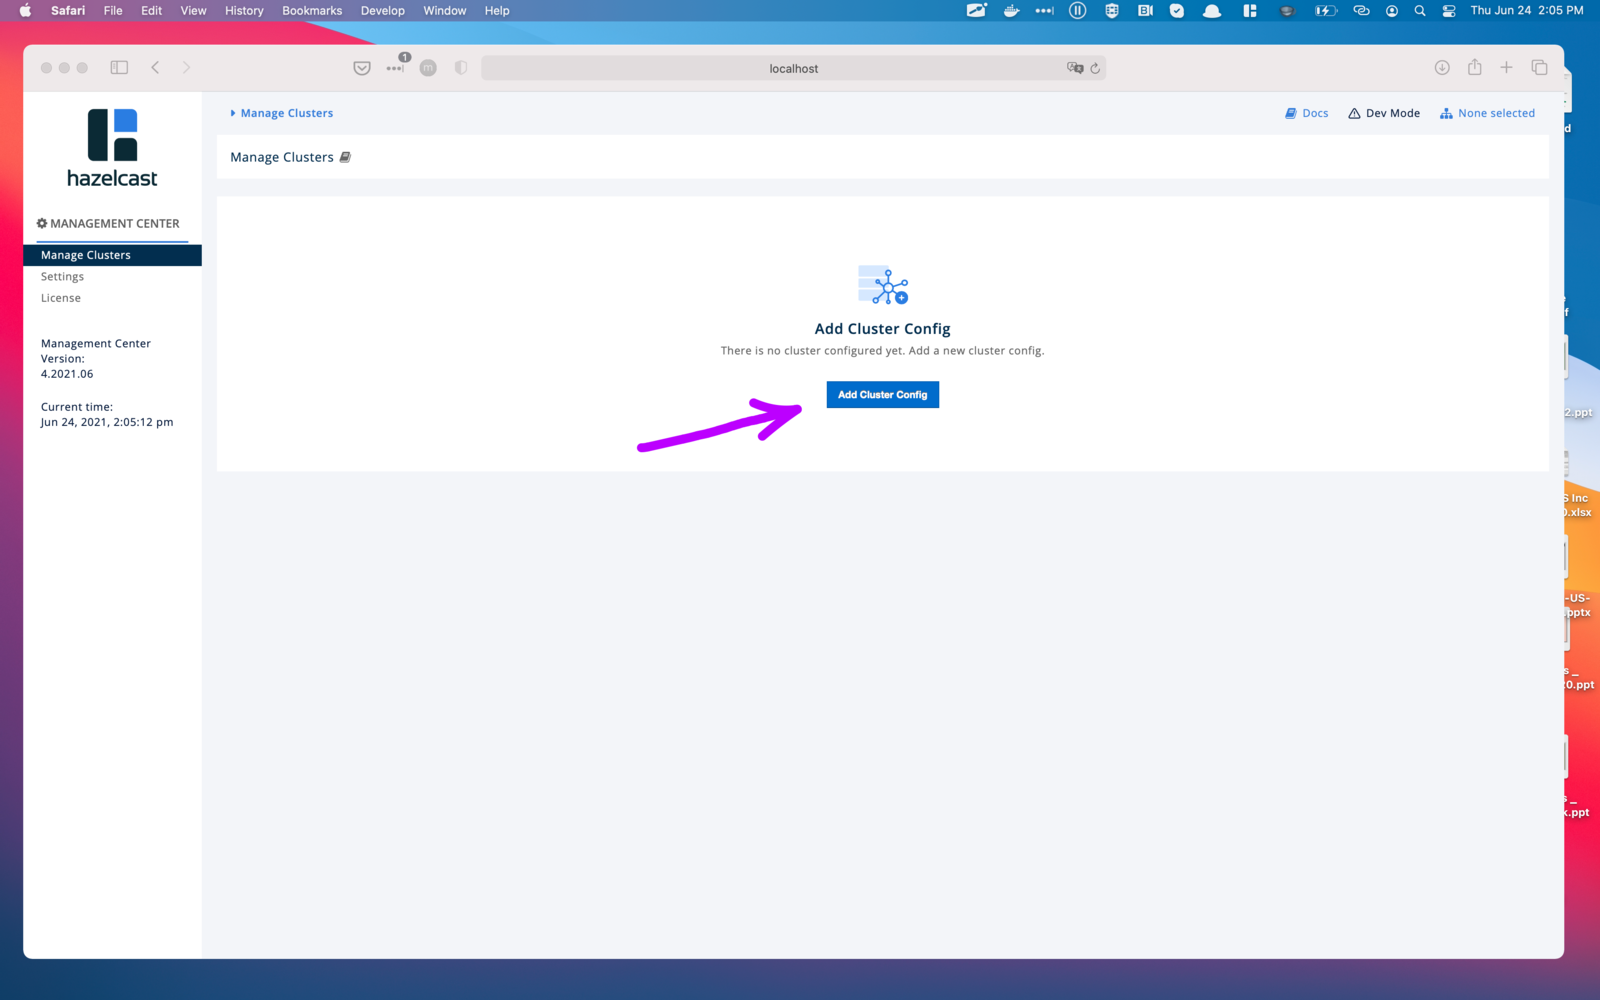 Safari File Edit View History Bookmarks Develop Window Help
Thu Jun 24 2:05 PM
1
m
localhost
hazelcast
MANAGEMENT CENTER
Manage Clusters
Settings
License
Management Center
Version:
4.2021.06
Current time:
Jun 24, 2021, 2:05:12 pm
Manage Clusters
Docs
Dev Mode
None selected
Manage Clusters
Add Cluster Config
There is no cluster configured yet. Add a new cluster config.
Add Cluster Config
d
f
2.ppt
S Inc
0.xlsx
-US-
.pptx
s _
20.ppt
s _
k.ppt